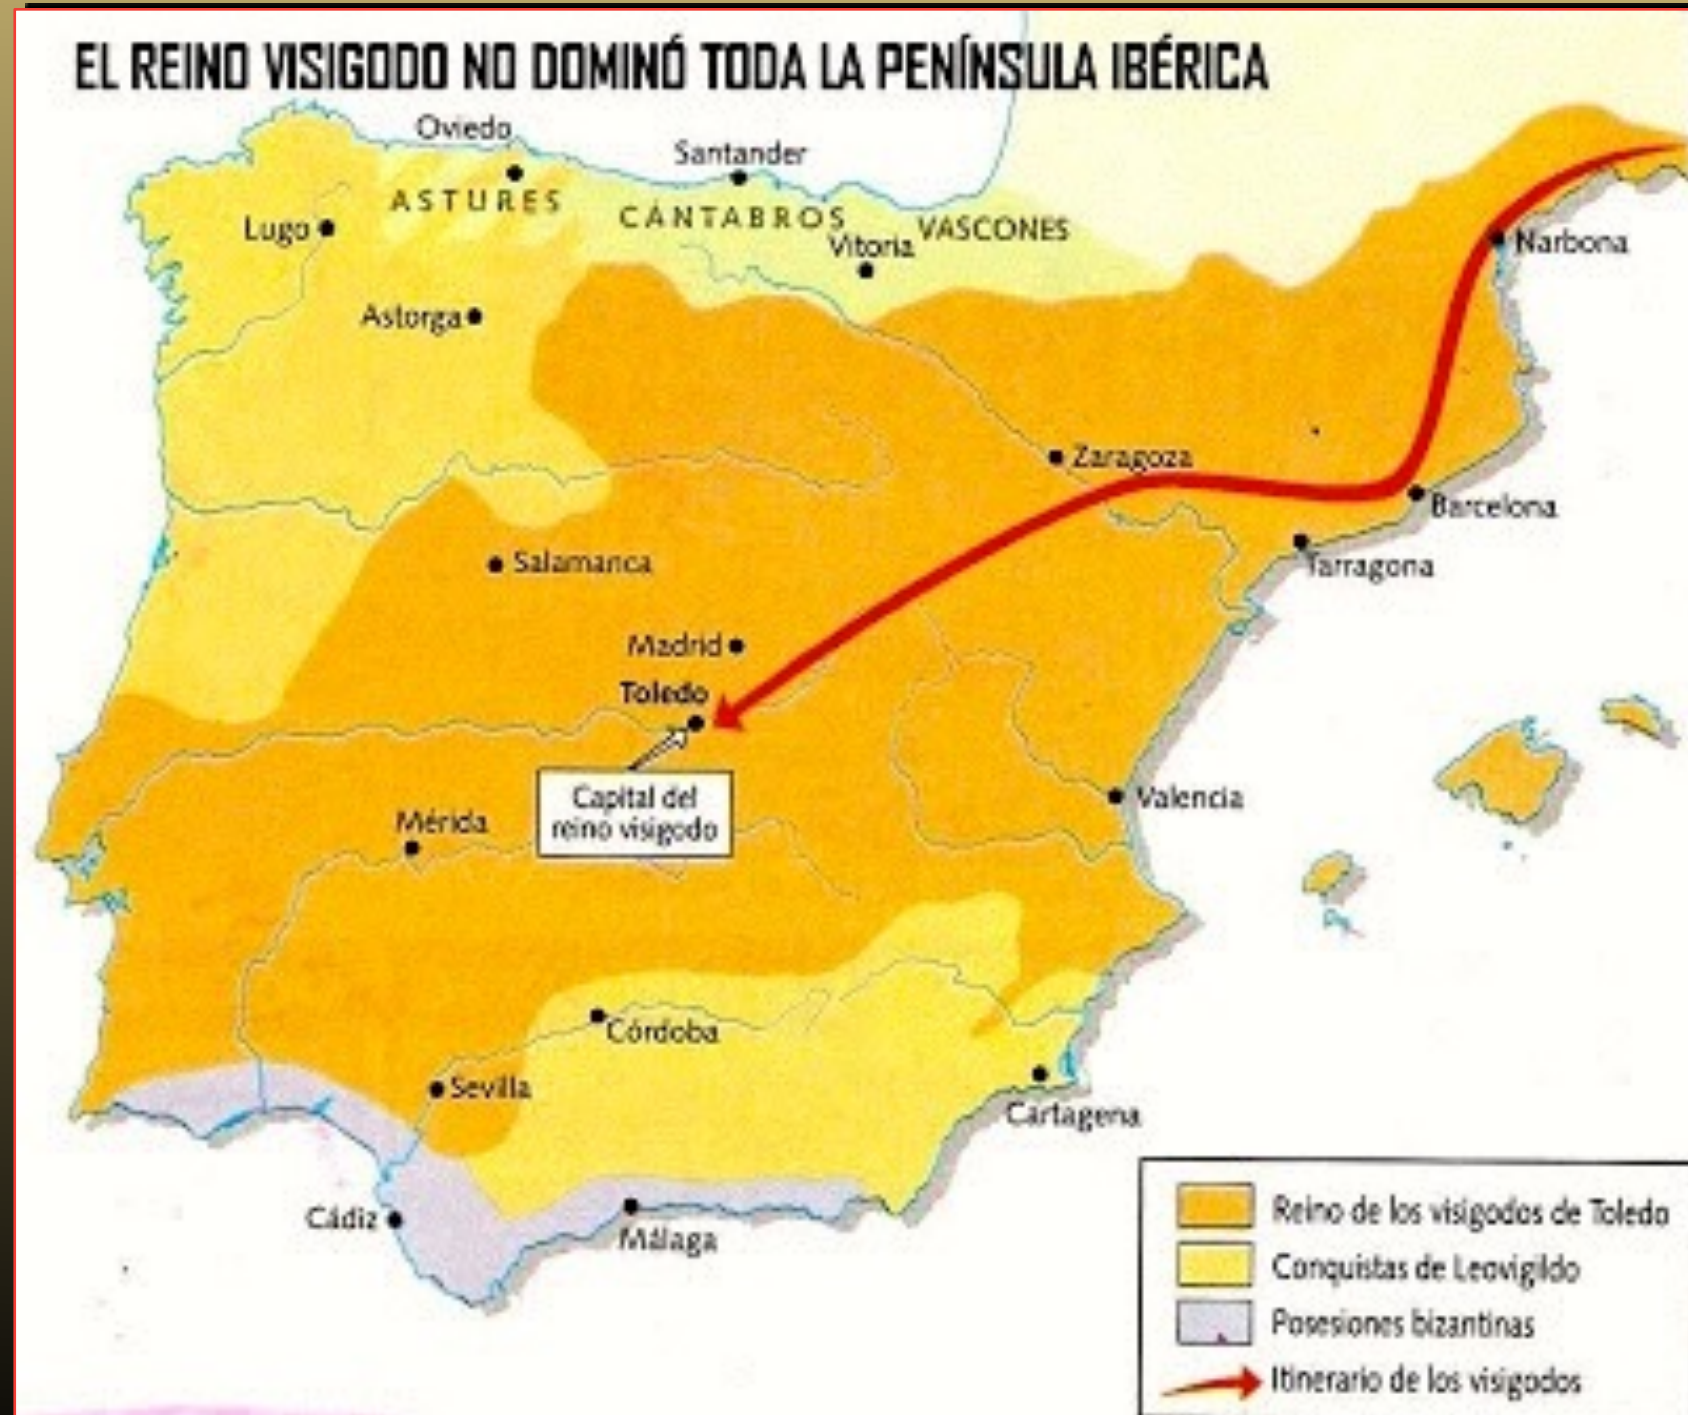 EL REINO VISIGODO NO DOMINÓ TODA LA PENÍNSULA IBÉRICA
Oviedo
Santander
ASTURES
CÁNTABROS
VASCONES
Lugo
Vitoria
Narbona
Astorga
Zaragoza
Barcelona
Salamanca
Tarragona
Madrid
Toledo
Capital del
reino visigodo
Valencia
Mérida
Córdoba
Sevilla
Cartagena
Cádiz
Málaga
Reino de los visigodos de Toledo
Conquistas de Leovigildo
Posesiones bizantinas
Itinerario de los visigodos